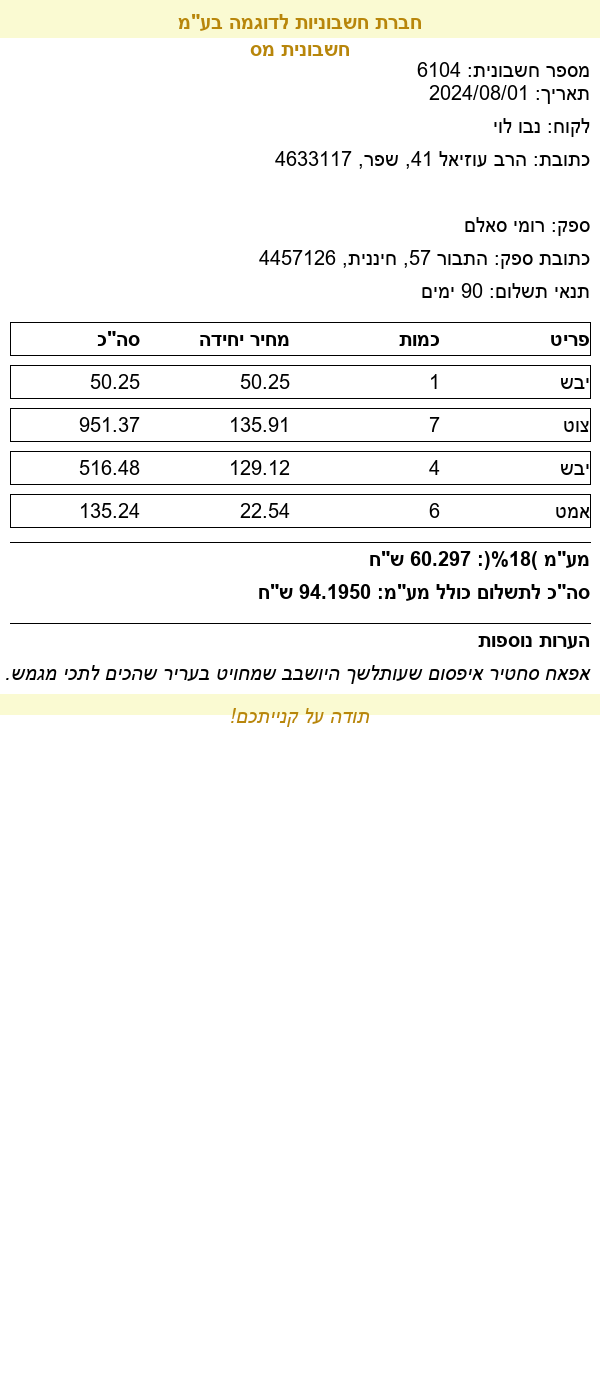 חברת חשבוניות לדוגמה בע"מ
חשבונית מס
מספר חשבונית: 6104
תאריך: 2024/08/01
לקוח: נבו לוי
כתובת: הרב עוזיאל 41, שפר, 4633117
ספק: רומי סאלם
כתובת ספק: התבור 57, חיננית, 4457126
תנאי תשלום: 90 ימים
פריט כמות מחיר יחידה סה"כ
יבש 1 50.25 50.25
צוט 7 135.91 951.37
יבש 4 129.12 516.48
אמט 6 22.54 135.24
מע"מ )18%(: 60.297 ש"ח
סה"כ לתשלום כולל מע"מ: 94.1950 ש"ח
הערות נוספות
אפאח סחטיר איפסום שעותלשך היושבב שמחויט בעריר שהכים לתכי מגמש.
תודה על קנייתכם!